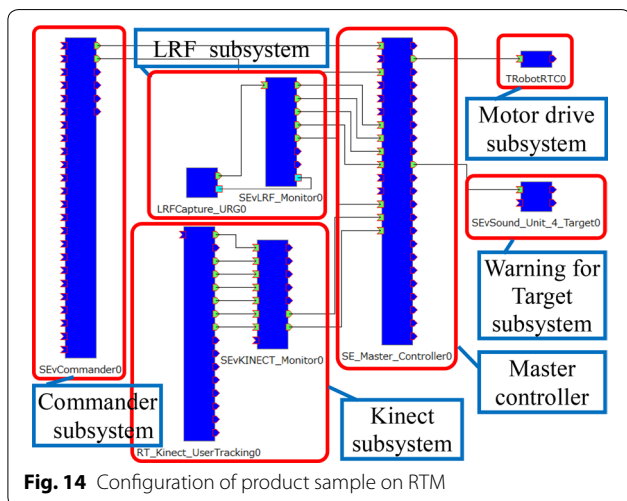 LRF subsystem
TRobotRTC0
Motor drive
subsystem
LRFCapture_URG0
SEvLRF_Monitor0
SEvSound_Unit_4_Target0
Warning for
Target
subsystem
SEvCommander0
SEvKINECT_Monitor0
SE_Master_Controller0
Master
controller
Commander
subsystem
Kinect
subsystem
RT_Kinect_UserTracking0
Fig. 14 Configuration of product sample on RTM